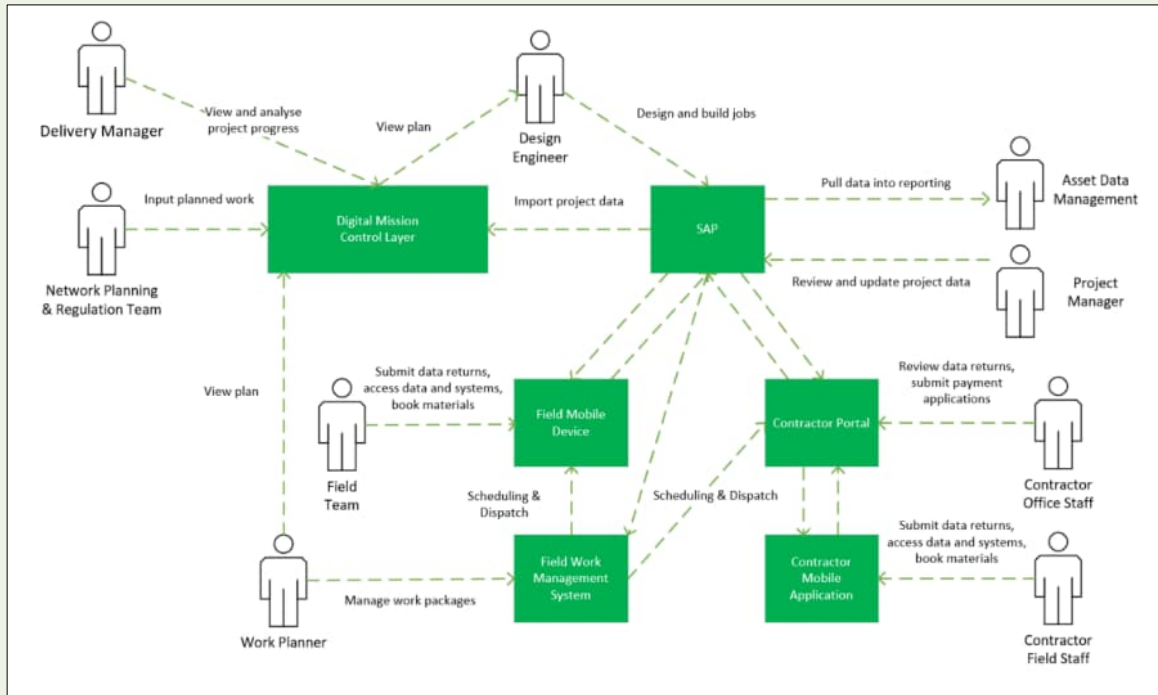 Delivery Manager
View and analyse
project progress
View plan
Design
Engineer
Design and build jobs
Input planned work
Network Planning
& Regulation Team
Digital Mission
Control Layer
Import project data
SAP
Pull data into reporting
Asset Data
Management
Review and update project data
Project
Manager
View plan
Submit data returns,
access data and systems,
book materials
Field
Team
Field Mobile
Device
Contractor Portal
Review data returns,
submit payment
applications
Contractor
Office Staff
Scheduling &
Dispatch
Scheduling & Dispatch
Work Planner
Manage work packages
Field Work
Management
System
Contractor
Mobile
Application
Submit data returns,
access data and systems,
book materials
Contractor
Field Staff